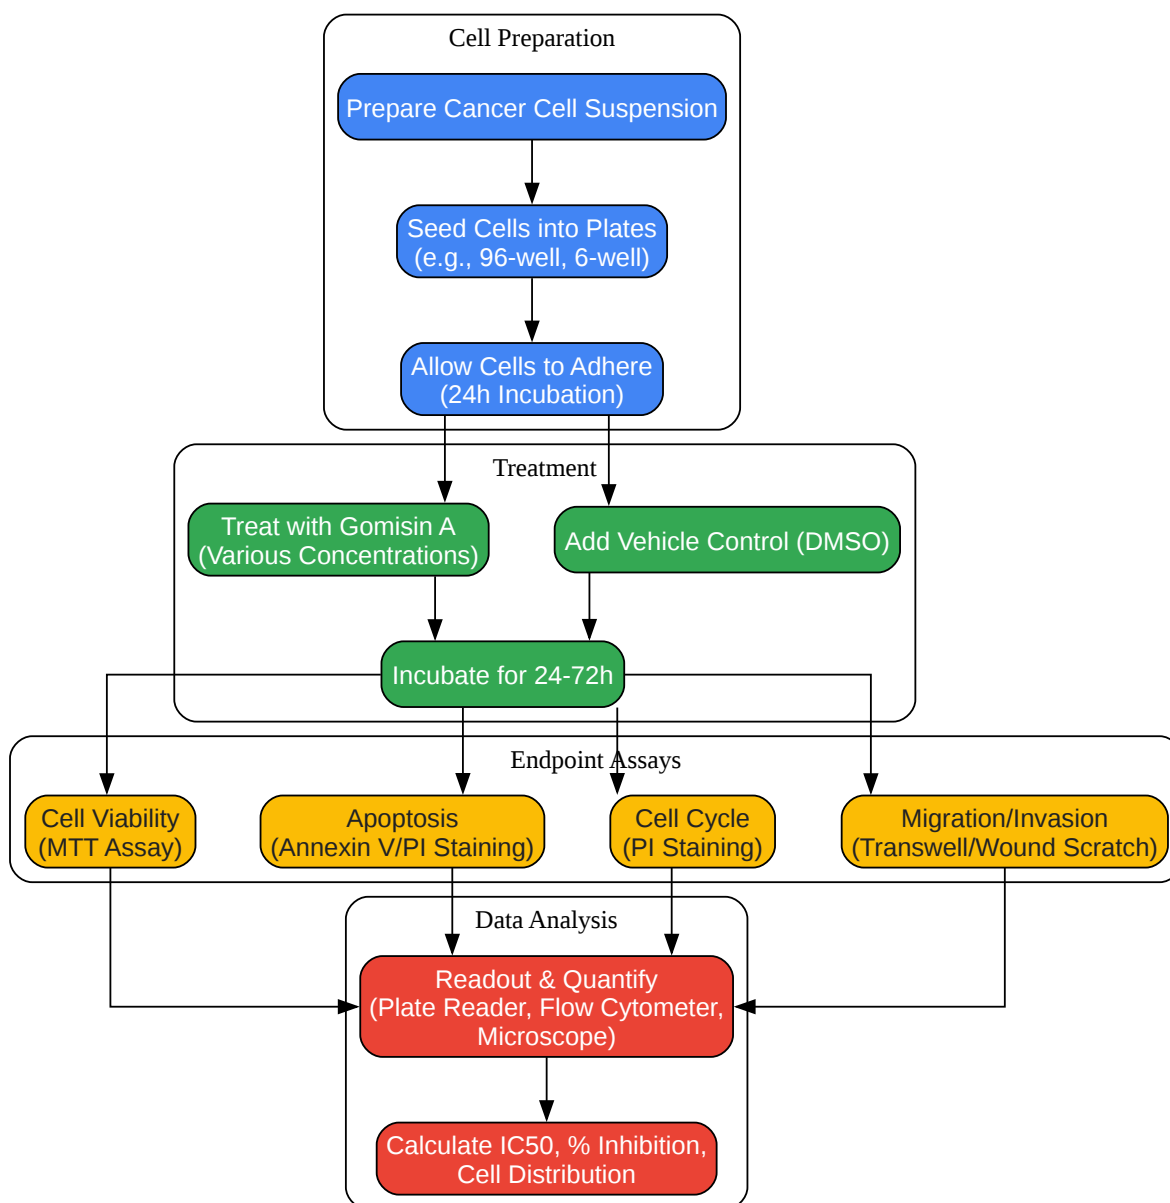 Cell Preparation
Prepare Cancer Cell Suspension
Seed Cells into Plates
(e.g., 96-well, 6-well)
Allow Cells to Adhere
(24h Incubation)
Treatment
Treat with Gomisin A
(Various Concentrations)
Add Vehicle Control (DMSO)
Incubate for 24-72h
Endpoint Assays
Cell Viability
(MTT Assay)
Apoptosis
(Annexin V/PI Staining)
Cell Cycle
(PI Staining)
Migration/Invasion
(Transwell/Wound Scratch)
Data Analysis
Readout & Quantify
(Plate Reader, Flow Cytometer,
Microscope)
Calculate IC50, % Inhibition,
Cell Distribution